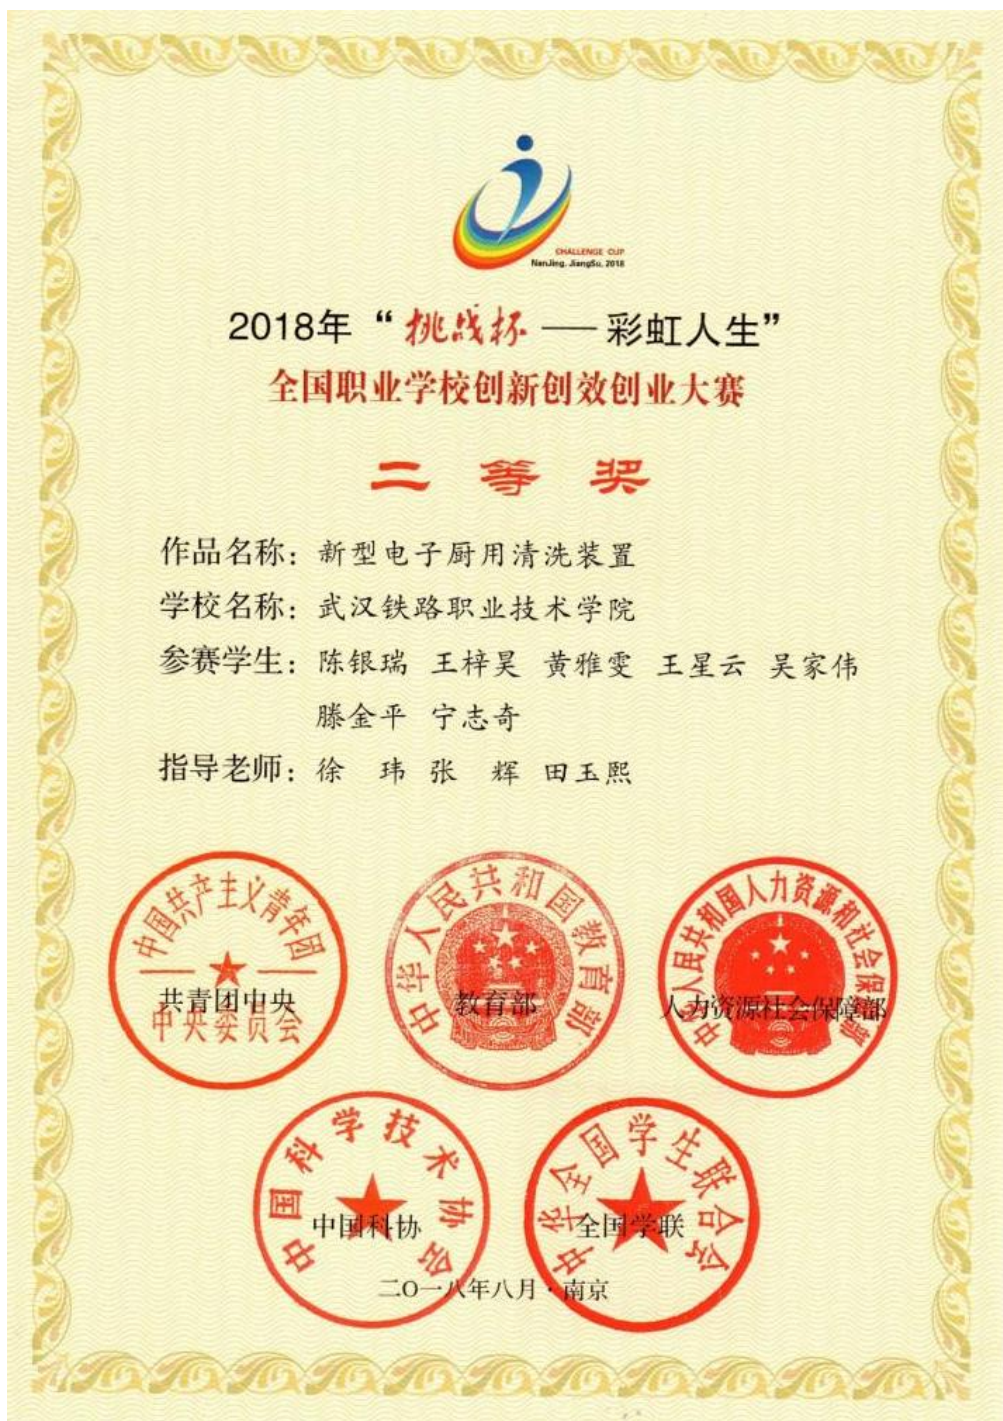 CHALLENGE CUP
NanJing, JiangSu, 2018
2018年“挑战杯——彩虹人生”
全国职业学校创新创效创业大赛
二等奖
作品名称：新型电子厨用清洗装置
学校名称：武汉铁路职业技术学院
参赛学生：陈银瑞 王梓昊 黄雅雯 王星云 吴家伟
滕金平 宁志奇
指导老师：徐 玮 张 辉 田玉熙
中国共产主义青年团
中央委员会
共青团中央
中华人民共和国教育部
教育部
中华人民共和国人力资源和社会保障部
人力资源社会保障部
中国科学技术协会
中国科协
中华全国学生联合会
全国学联
二〇一八年八月·南京